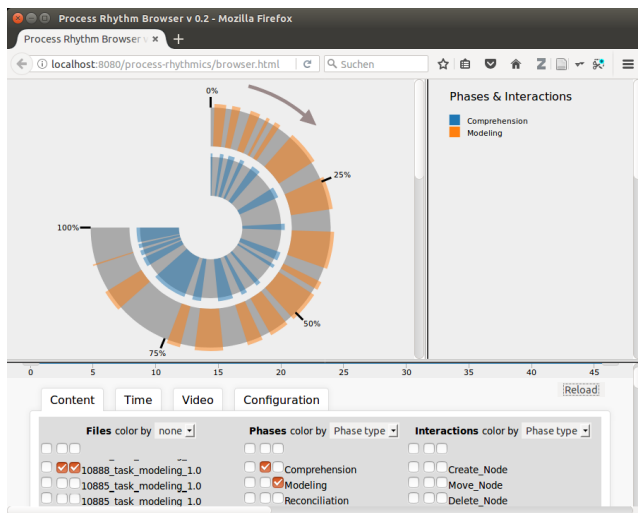 Process Rhythm Browser v 0.2 - Mozilla Firefox
Process Rhythm Browser v
localhost:8080/process-rhythmics/browser.html
Suchen
0%
25%
50%
75%
100%
Phases & Interactions
Comprehension
Modeling
0 5 10 15 20 25 30 35 40 45
Reload
Content Time Video Configuration
Files color by none Phases color by Phase type Interactions color by Phase type
10888_task_modeling_1.0 Comprehension Create_Node
10885_task_modeling_1.0 Modeling Move_Node
10885_task_modeling_1.0 Reconciliation Delete_Node